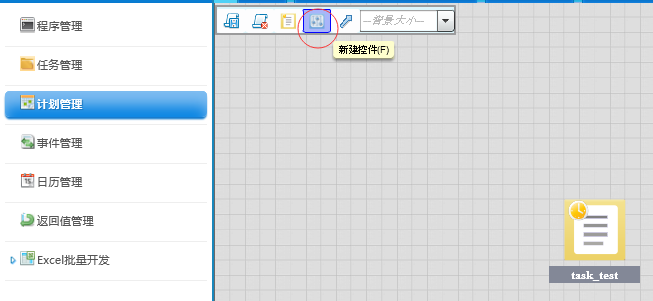 程序管理
任务管理
计划管理
事件管理
日历管理
返回值管理
Excel批量开发
—背景大小—
新建控件(F)
task_test